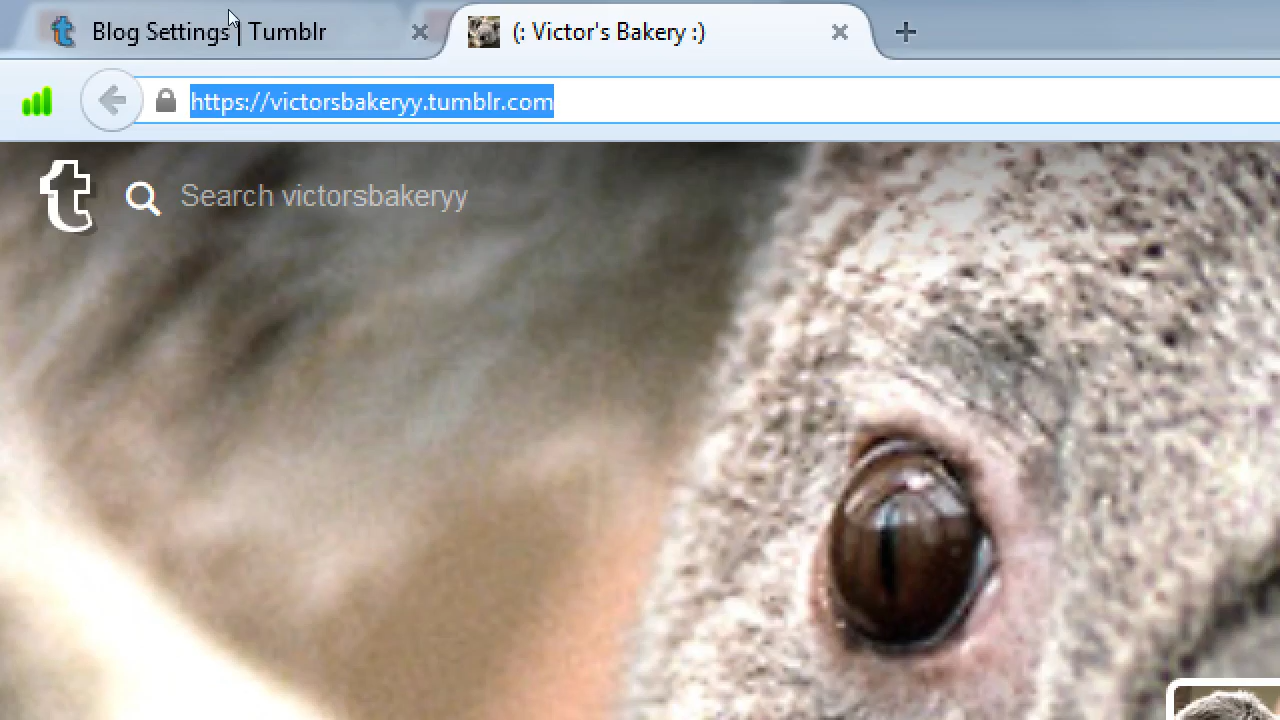 Blog Settings | Tumblr
(: Victor's Bakery :)
https://victorsbakeryy.tumblr.com
t
Search victorsbakeryy